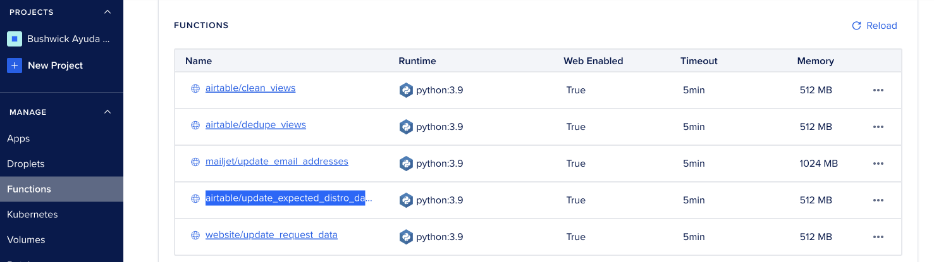 PROJECTS
Bushwick Ayuda ...
New Project
MANAGE
Apps
Droplets
Functions
Kubernetes
Volumes
FUNCTIONS
Reload
Name Runtime Web Enabled Timeout Memory
airtable/clean_views python:3.9 True 5min 512 MB
airtable/dedupe_views python:3.9 True 5min 512 MB
mailjet/update_email_addresses python:3.9 True 5min 1024 MB
airtable/update_expected_distro_da... python:3.9 True 5min 512 MB
website/update_request_data python:3.9 True 5min 512 MB